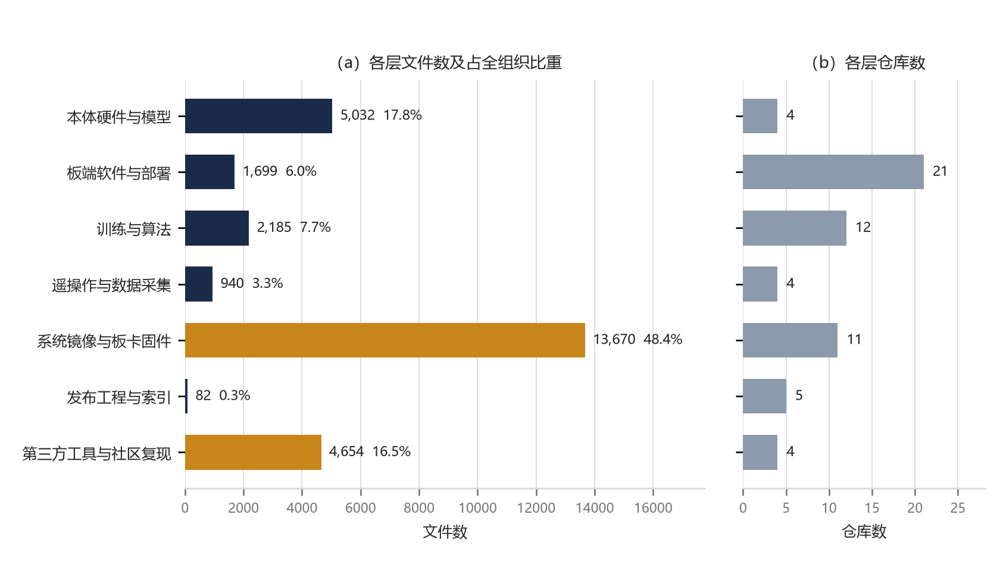 （a）各层文件数及占全组织比重
本体硬件与模型
5,032 17.8%
板端软件与部署
1,699 6.0%
训练与算法
2,185 7.7%
遥操作与数据采集
940 3.3%
系统镜像与板卡固件
13,670 48.4%
发布工程与索引
82 0.3%
第三方工具与社区复现
4,654 16.5%
0 2000 4000 6000 8000 10000 12000 14000 16000
文件数
（b）各层仓库数
4
21
12
4
11
5
4
0 5 10 15 20 25
仓库数